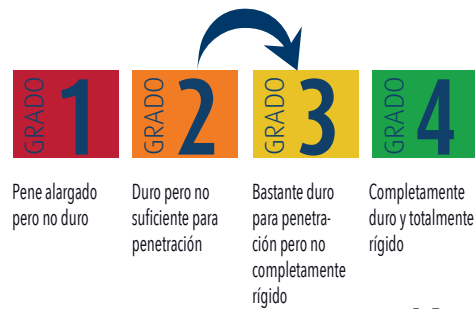 GRADO 1
GRADO 2
GRADO 3
GRADO 4
Pene alargado
pero no duro
Duro pero no
suficiente para
penetración
Bastante duro
para penetra-
ción pero no
completamente
rígido
Completamente
duro y totalmente
rígido